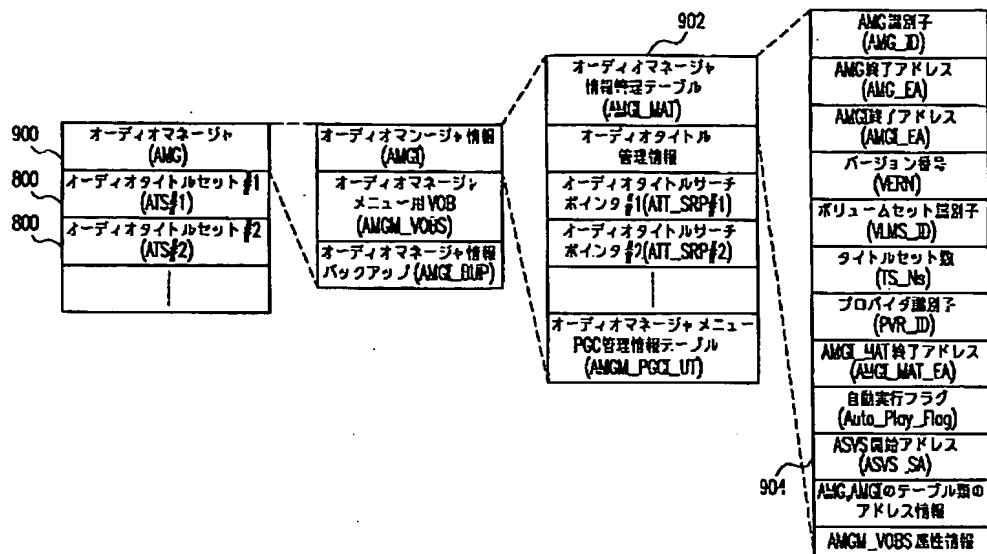 900
オーディオマネージャ
(AMG)
800
オーディオタイトルセット#1
(ATS#1)
800
オーディオタイトルセット#2
(ATS#2)
オーディオマンージャ情報
(AMGI)
オーディオマネージャ
メニュー用VOB
(AMGM_VOBS)
オーディオマネージャ情報
バックアップ(AMGI_BUP)
902
オーディオマネージャ
情報管理テーブル
(AMGI_MAT)
オーディオタイトル
管理情報
オーディオタイトルサーチ
ポインタ#1(ATT_SRP#1)
オーディオタイトルサーチ
ポインタ#2(ATT_SRP#2)
オーディオマネージャメニュー
PGC管理情報テーブル
(AMGM_PGCI_UT)
AMG識別子
(AMG_ID)
AMG終了アドレス
(AMG_EA)
AMGI終了アドレス
(AMGI_EA)
バージョン番号
(VERN)
ボリュームセット識別子
(VLMS_ID)
タイトルセット数
(TS_Ns)
プロバイダ識別子
(PVR_ID)
AMGI_MAT終了アドレス
(AMGI_MAT_EA)
自動実行フラグ
(Auto_Play_Flag)
ASVS開始アドレス
(ASVS_SA)
904
AMG,AMGIのテーブル類の
アドレス情報
AMGM_VOBS属性情報